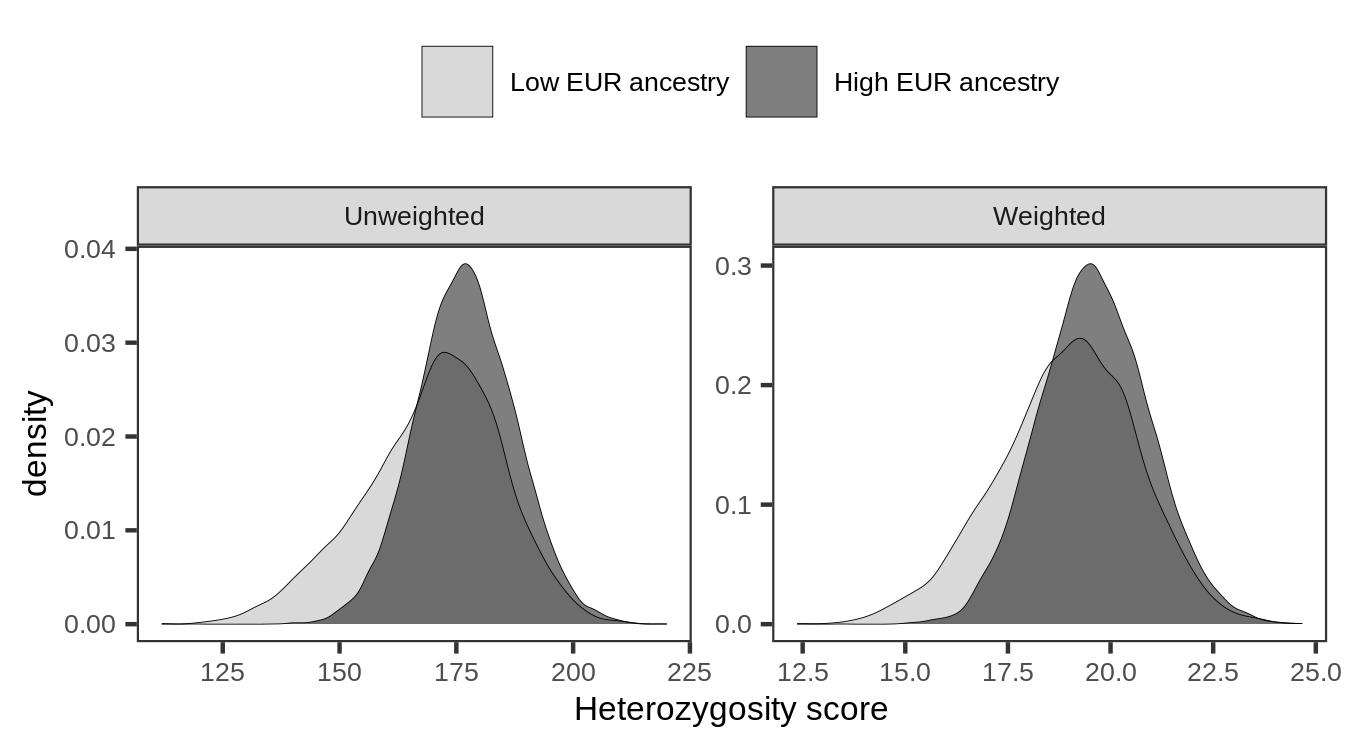 Low EUR ancestry High EUR ancestry
Unweighted Weighted
0.04
0.03
0.02
0.01
0.00
density
0.3
0.2
0.1
0.0
125 150 175 200 225
12.5 15.0 17.5 20.0 22.5 25.0
Heterozygosity score